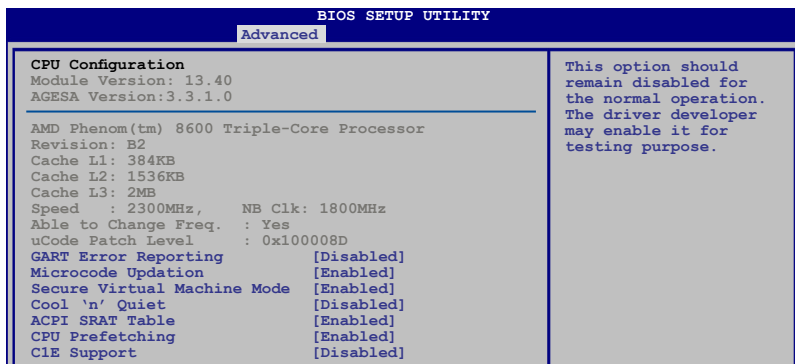 BIOS SETUP UTILITY
Advanced
CPU Configuration
Module Version: 13.40
AGESA Version:3.3.1.0
AMD Phenom(tm) 8600 Triple-Core Processor
Revision: B2
Cache L1: 384KB
Cache L2: 1536KB
Cache L3: 2MB
Speed : 2300MHz, NB Clk: 1800MHz
Able to Change Freq. : Yes
uCode Patch Level : 0x100008D
GART Error Reporting [Disabled]
Microcode Updation [Enabled]
Secure Virtual Machine Mode [Enabled]
Cool ‘n’ Quiet [Disabled]
ACPI SRAT Table [Enabled]
CPU Prefetching [Enabled]
C1E Support [Disabled]
This option should
remain disabled for
the normal operation.
The driver developer
may enable it for
testing purpose.